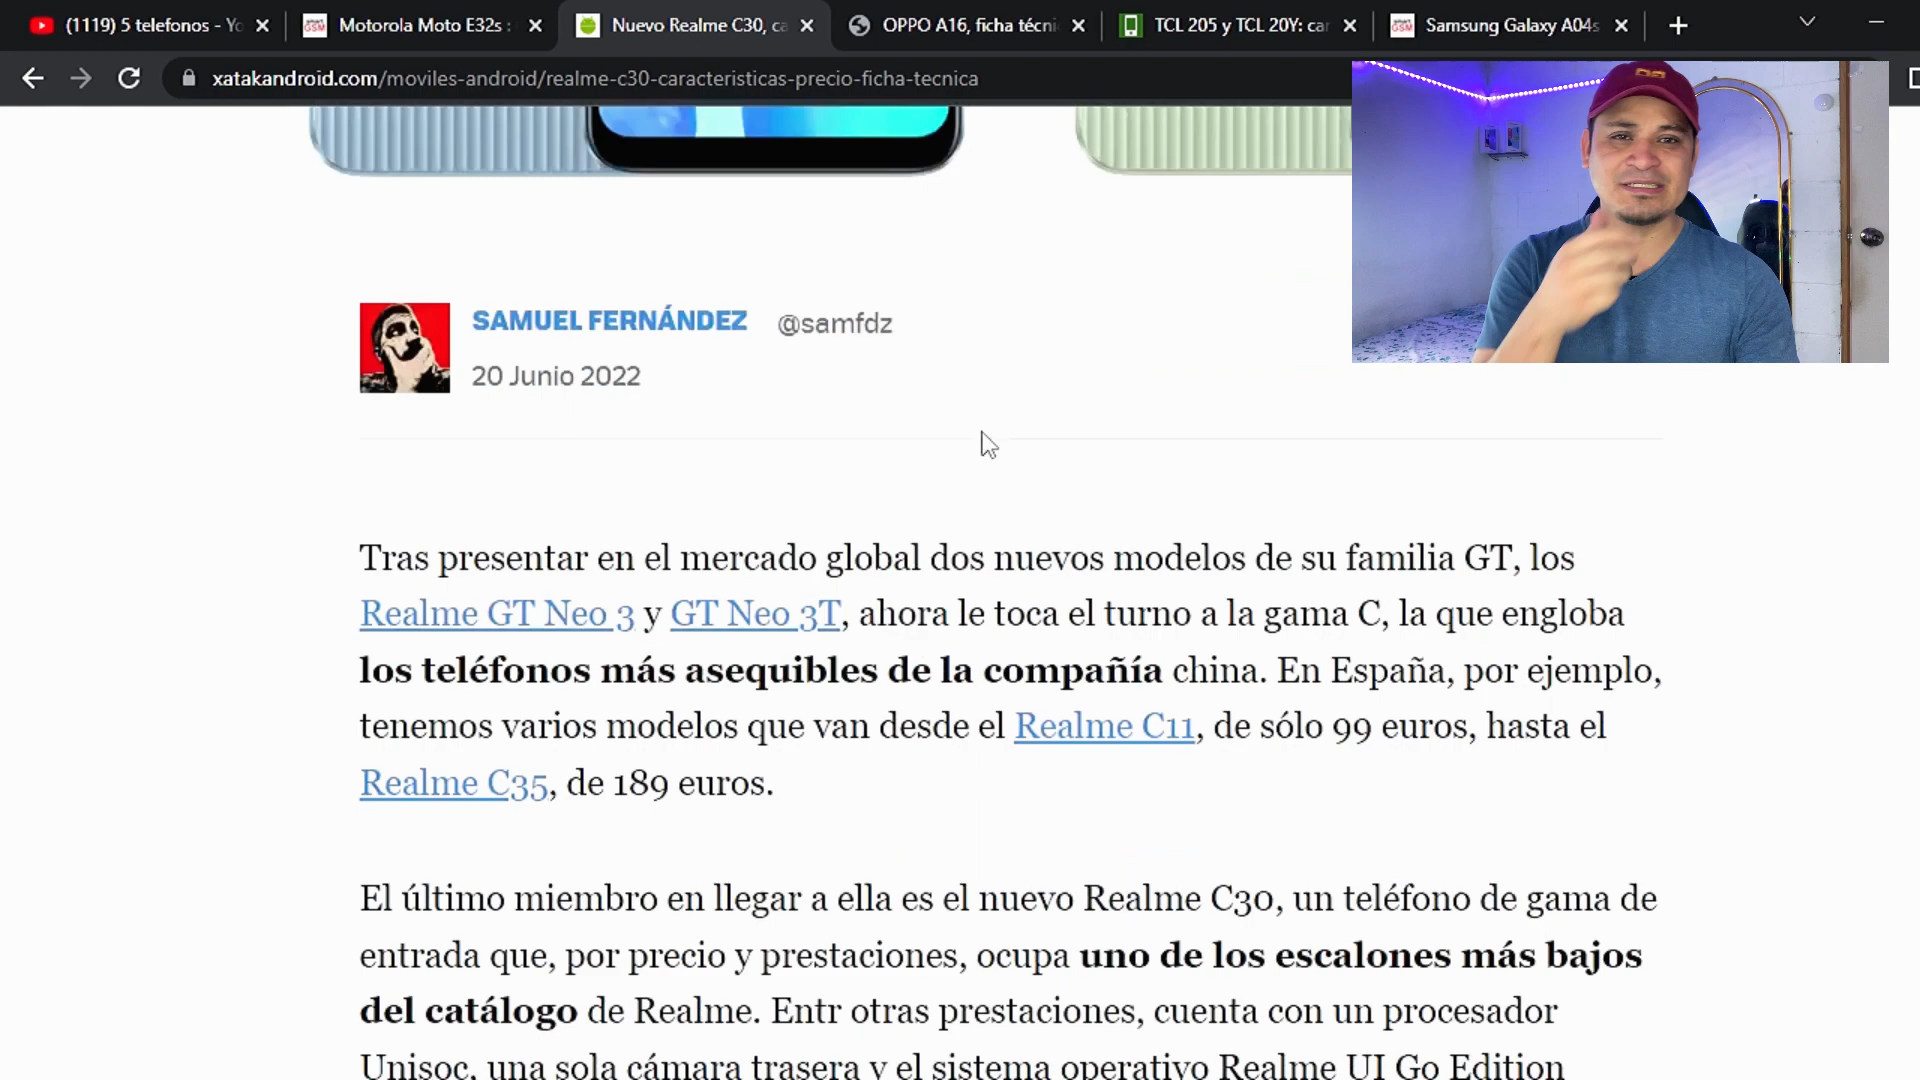 (1119) 5 telefonos - Yo
Motorola Moto E32s :
Nuevo Realme C30, ca
OPPO A16, ficha técni
TCL 205 y TCL 20Y: car
Samsung Galaxy A04s
xatakandroid.com/moviles-android/realme-c30-caracteristicas-precio-ficha-tecnica
SAMUEL FERNÁNDEZ @samfdz
20 Junio 2022
Tras presentar en el mercado global dos nuevos modelos de su familia GT, los
Realme GT Neo 3 y GT Neo 3T, ahora le toca el turno a la gama C, la que engloba
los teléfonos más asequibles de la compañía china. En España, por ejemplo,
tenemos varios modelos que van desde el Realme C11, de sólo 99 euros, hasta el
Realme C35, de 189 euros.
El último miembro en llegar a ella es el nuevo Realme C30, un teléfono de gama de
entrada que, por precio y prestaciones, ocupa uno de los escalones más bajos
del catálogo de Realme. Entr otras prestaciones, cuenta con un procesador
Unisoc, una sola cámara trasera y el sistema operativo Realme UI Go Edition